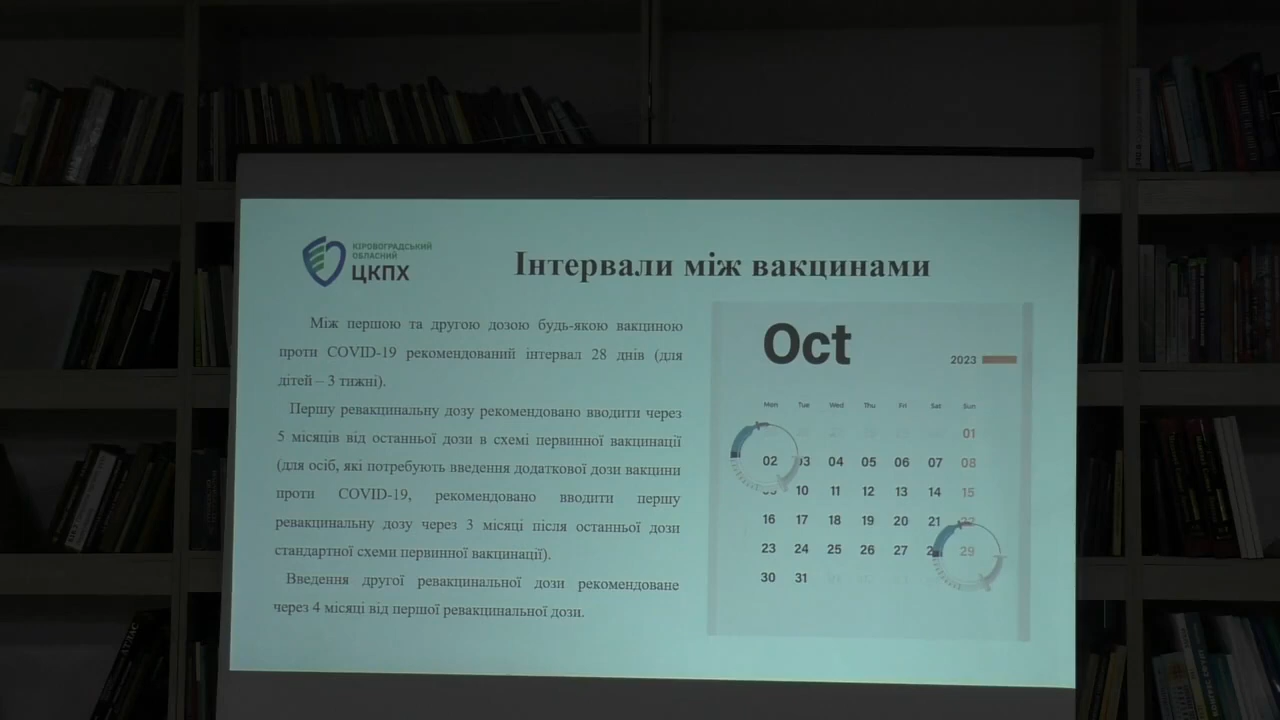 КІРОВОГРАДСЬКИЙ
ОБЛАСНИЙ
ЦКПХ
Інтервали між вакцинами
Між першою та другою дозою будь-якою вакциною
проти COVID-19 рекомендований інтервал 28 днів (для
дітей – 3 тижні).
Першу ревакцинальну дозу рекомендовано вводити через
5 місяців від останньої дози в схемі первинної вакцинації
(для осіб, які потребують введення додаткової дози вакцини
проти COVID-19, рекомендовано вводити першу
ревакцинальну дозу через 3 місяці після останньої дози
стандартної схеми первинної вакцинації).
Введення другої ревакцинальної дози рекомендоване
через 4 місяці від першої ревакцинальної дози.
Oct
2023
Mon Tue Wed Thu Fri Sat Sun
01
02 03 04 05 06 07 08
10 11 12 13 14 15
16 17 18 19 20 21
23 24 25 26 27 29
30 31
АТЛАС